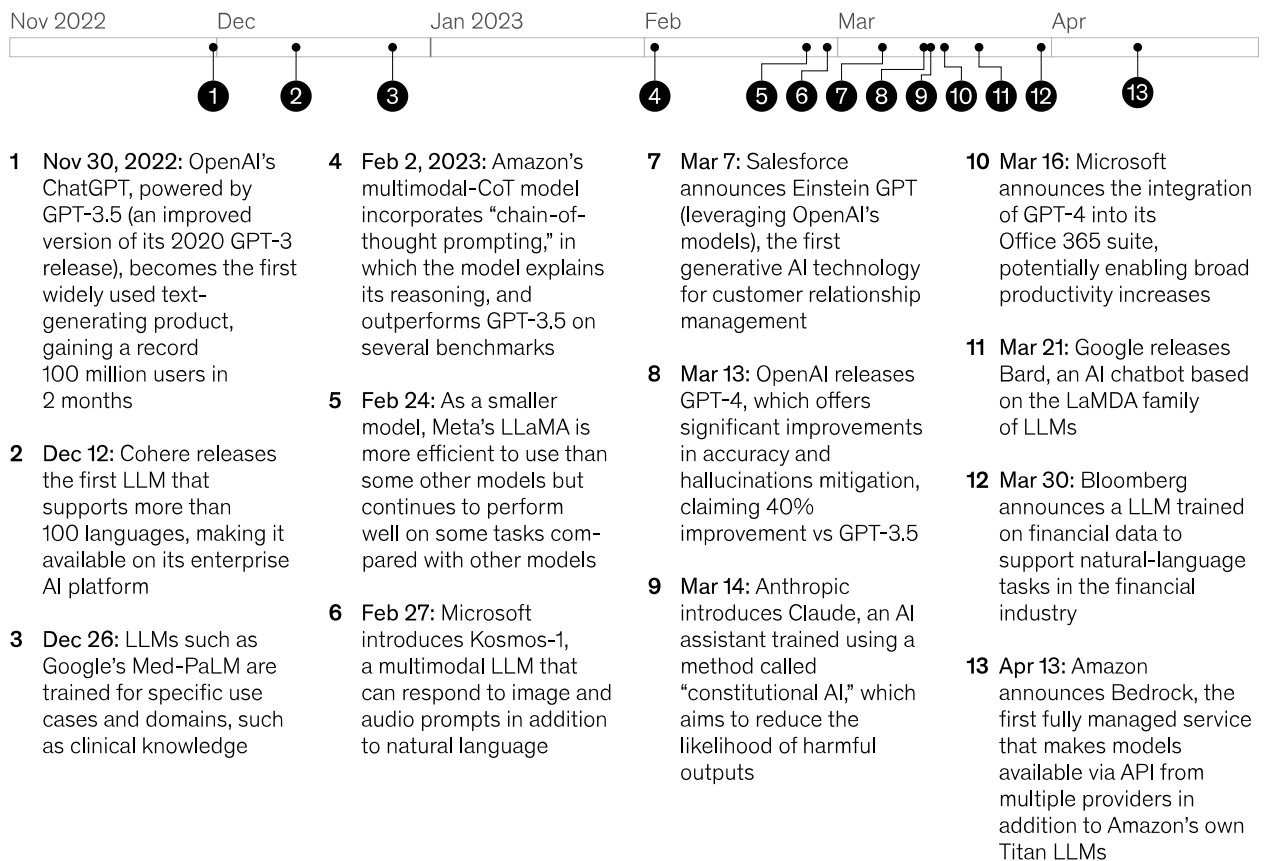 Nov 2022 Dec Jan 2023 Feb Mar Apr
1 2 3 4 5 6 7 8 9 10 11 12 13
1 Nov 30, 2022: OpenAI’s
ChatGPT, powered by
GPT-3.5 (an improved
version of its 2020 GPT-3
release), becomes the first
widely used text-
generating product,
gaining a record
100 million users in
2 months
2 Dec 12: Cohere releases
the first LLM that
supports more than
100 languages, making it
available on its enterprise
AI platform
3 Dec 26: LLMs such as
Google’s Med-PaLM are
trained for specific use
cases and domains, such
as clinical knowledge
4 Feb 2, 2023: Amazon’s
multimodal-CoT model
incorporates “chain-of-
thought prompting,” in
which the model explains
its reasoning, and
outperforms GPT-3.5 on
several benchmarks
5 Feb 24: As a smaller
model, Meta’s LLaMA is
more efficient to use than
some other models but
continues to perform
well on some tasks com-
pared with other models
6 Feb 27: Microsoft
introduces Kosmos-1,
a multimodal LLM that
can respond to image and
audio prompts in addition
to natural language
7 Mar 7: Salesforce
announces Einstein GPT
(leveraging OpenAI’s
models), the first
generative AI technology
for customer relationship
management
8 Mar 13: OpenAI releases
GPT-4, which offers
significant improvements
in accuracy and
hallucinations mitigation,
claiming 40%
improvement vs GPT-3.5
9 Mar 14: Anthropic
introduces Claude, an AI
assistant trained using a
method called
“constitutional AI,” which
aims to reduce the
likelihood of harmful
outputs
10 Mar 16: Microsoft
announces the integration
of GPT-4 into its
Office 365 suite,
potentially enabling broad
productivity increases
11 Mar 21: Google releases
Bard, an AI chatbot based
on the LaMDA family
of LLMs
12 Mar 30: Bloomberg
announces a LLM trained
on financial data to
support natural-language
tasks in the financial
industry
13 Apr 13: Amazon
announces Bedrock, the
first fully managed service
that makes models
available via API from
multiple providers in
addition to Amazon’s own
Titan LLMs